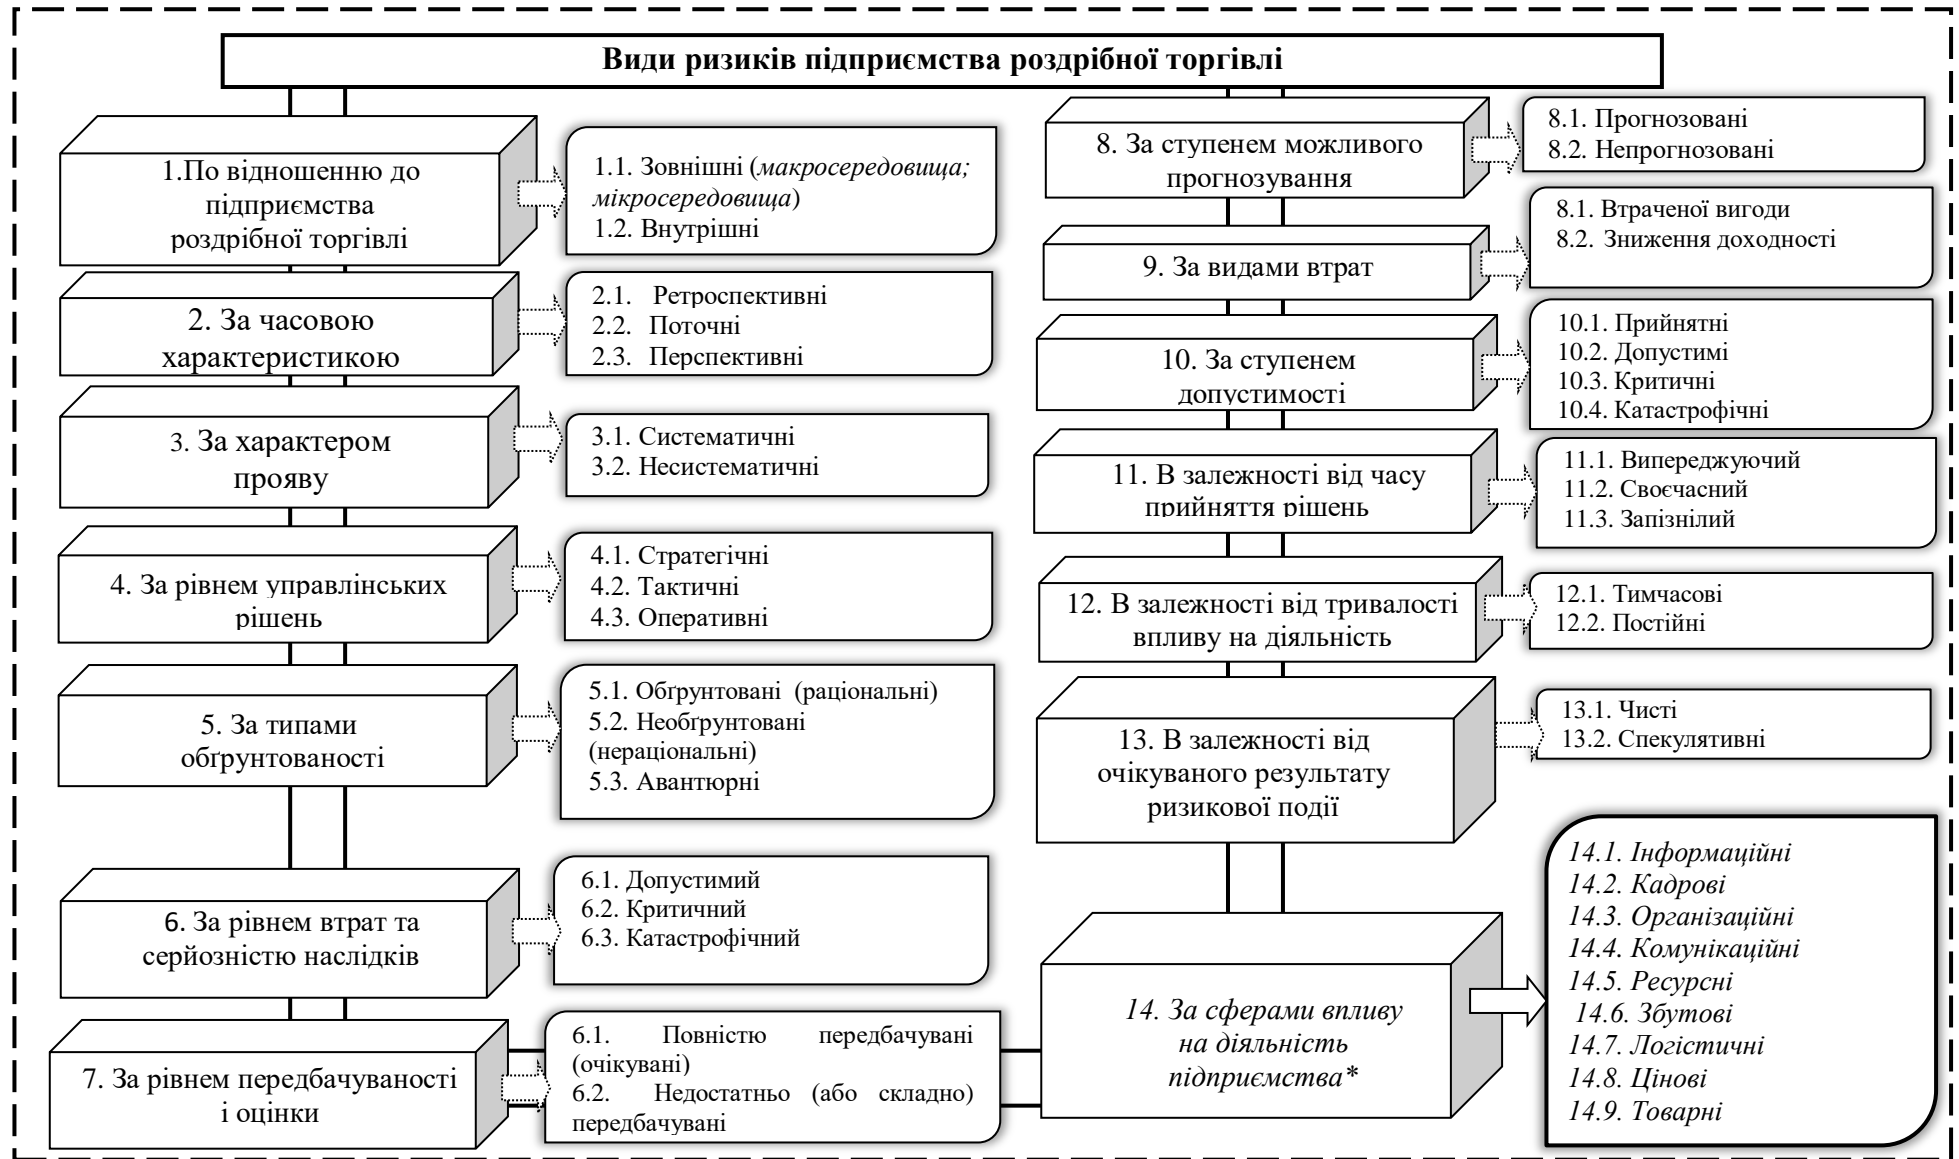 Види ризиків підприємства роздрібної торгівлі
1.По відношенню до
підприємства
роздрібної торгівлі
1.1. Зовнішні (макросередовища;
мікросередовища)
1.2. Внутрішні
2. За часовою
характеристикою
2.1. Ретроспективні
2.2. Поточні
2.3. Перспективні
3. За характером
прояву
3.1. Систематичні
3.2. Несистематичні
4. За рівнем управлінських
рішень
4.1. Стратегічні
4.2. Тактичні
4.3. Оперативні
5. За типами
обґрунтованості
5.1. Обґрунтовані (раціональні)
5.2. Необґрунтовані
(нераціональні)
5.3. Авантюрні
6. За рівнем втрат та
серйозністю наслідків
6.1. Допустимий
6.2. Критичний
6.3. Катастрофічний
7. За рівнем передбачуваності
і оцінки
6.1. Повністю передбачувані
(очікувані)
6.2. Недостатньо (або складно)
передбачувані
8. За ступенем можливого
прогнозування
8.1. Прогнозовані
8.2. Непрогнозовані
9. За видами втрат
8.1. Втраченої вигоди
8.2. Зниження доходності
10. За ступенем
допустимості
10.1. Прийнятні
10.2. Допустимі
10.3. Критичні
10.4. Катастрофічні
11. В залежності від часу
прийняття рішень
11.1. Випереджуючий
11.2. Своєчасний
11.3. Запізнілий
12. В залежності від тривалості
впливу на діяльність
12.1. Тимчасові
12.2. Постійні
13. В залежності від
очікуваного результату
ризикової події
13.1. Чисті
13.2. Спекулятивні
14. За сферами впливу
на діяльність
підприємства*
14.1. Інформаційні
14.2. Кадрові
14.3. Організаційні
14.4. Комунікаційні
14.5. Ресурсні
14.6. Збутові
14.7. Логістичні
14.8. Цінові
14.9. Товарні